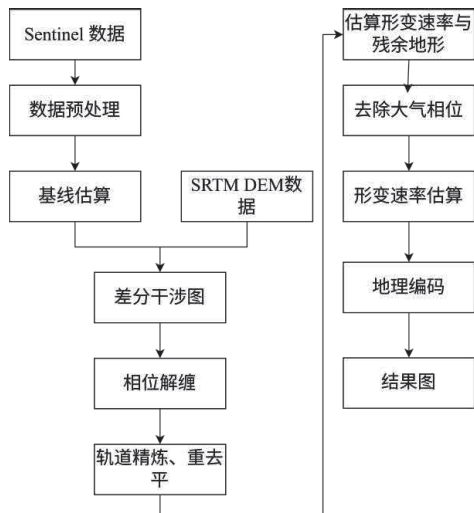 Sentinel 数据
数据预处理
基线估算
SRTM DEM数
据
差分干涉图
相位解缠
轨道精炼、重去
平
估算形变速率与
残余地形
去除大气相位
形变速率估算
地理编码
结果图